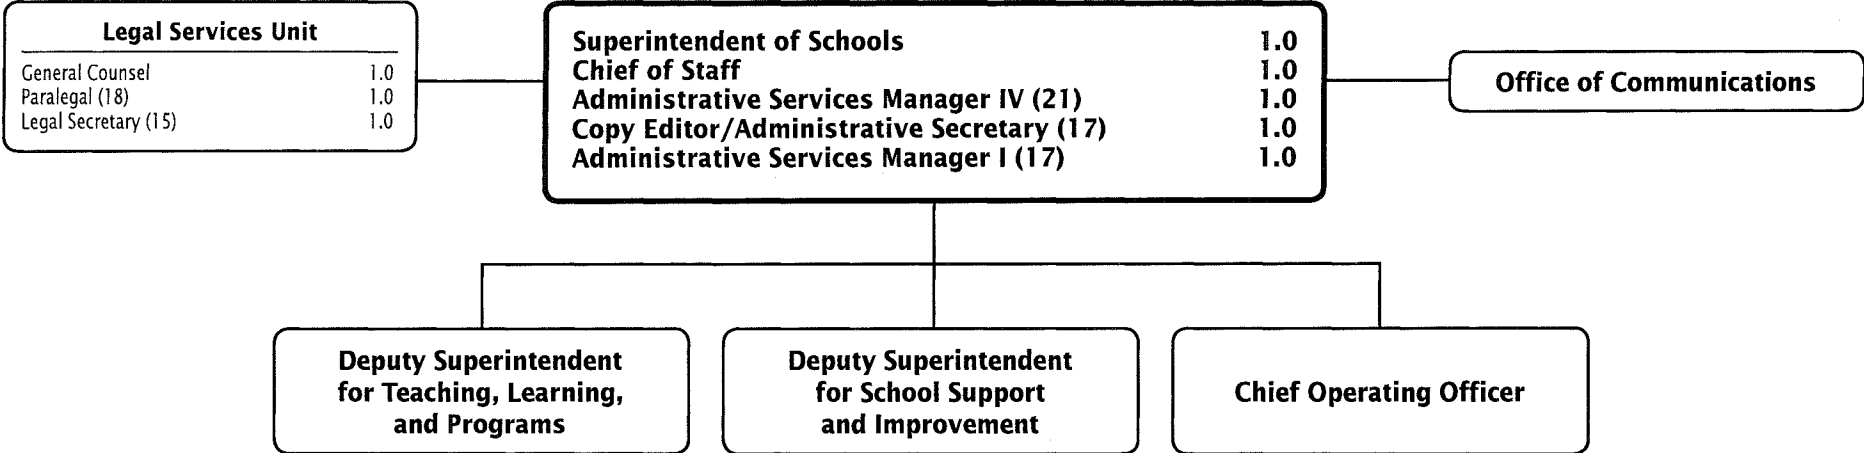 Legal Services Unit
General Counsel 1.0
Paralegal (18) 1.0
Legal Secretary (15) 1.0
Superintendent of Schools 1.0
Chief of Staff 1.0
Administrative Services Manager IV (21) 1.0
Copy Editor/Administrative Secretary (17) 1.0
Administrative Services Manager I (17) 1.0
Office of Communications
Deputy Superintendent
for Teaching, Learning,
and Programs
Deputy Superintendent
for School Support
and Improvement
Chief Operating Officer